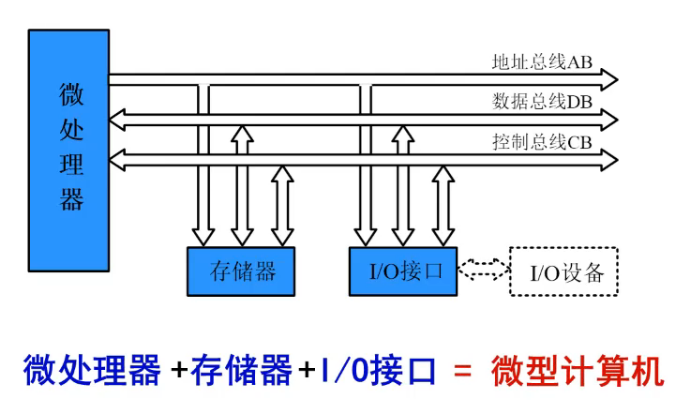 地址总线AB
微处理器
数据总线DB
控制总线CB
存储器
I/O接口
I/O设备
微处理器+存储器+I/O接口 = 微型计算机